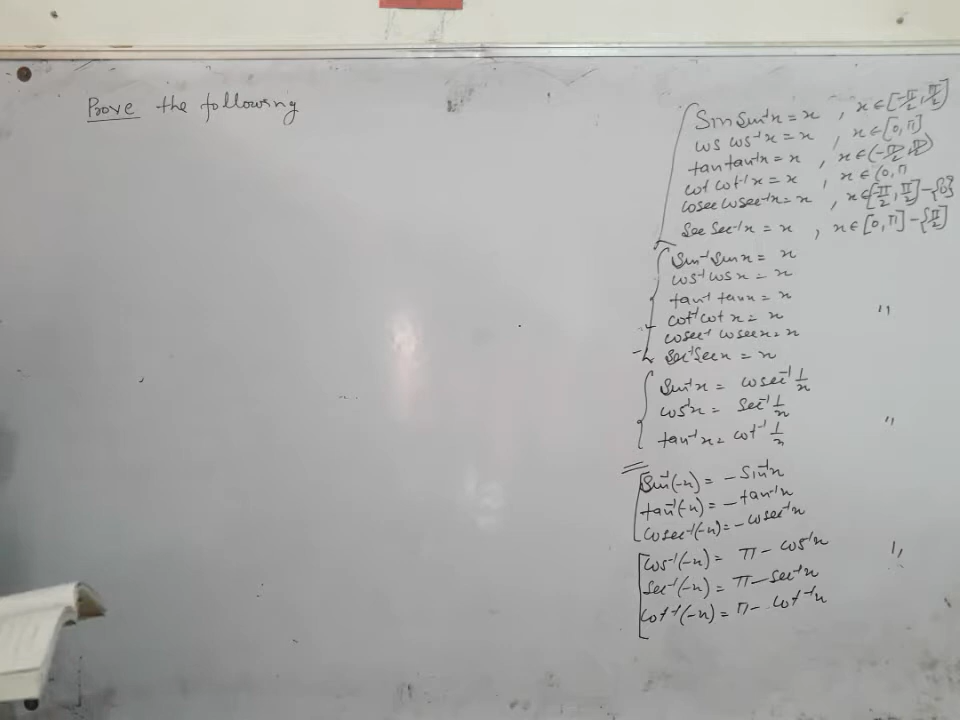 Prove the following
Sin Sin⁻¹x = x , x ∈ [-π/2, π/2]
cos cos⁻¹x = x , x ∈ [0, π]
tan tan⁻¹x = x , x ∈ (-π/2, π/2)
cot cot⁻¹x = x , x ∈ (0, π
cosec cosec⁻¹x = x , x ∈ [-π/2, π/2] - {0}
Sec Sec⁻¹x = x , x ∈ [0, π] - {π/2}
Sin⁻¹ Sin x = x
cos⁻¹ cos x = x
tan⁻¹ tan x = x
cot⁻¹ cot x = x "
cosec⁻¹ cosec x = x
Sec⁻¹ Sec x = x
Sin⁻¹x = cosec⁻¹ 1/x
cos⁻¹x = Sec⁻¹ 1/x
tan⁻¹x = cot⁻¹ 1/x "
Sin⁻¹(-x) = - Sin⁻¹x
tan⁻¹(-x) = - tan⁻¹x
cosec⁻¹(-x) = - cosec⁻¹x
cos⁻¹(-x) = π - cos⁻¹x "
Sec⁻¹(-x) = π - Sec⁻¹x
cot⁻¹(-x) = π - cot⁻¹x